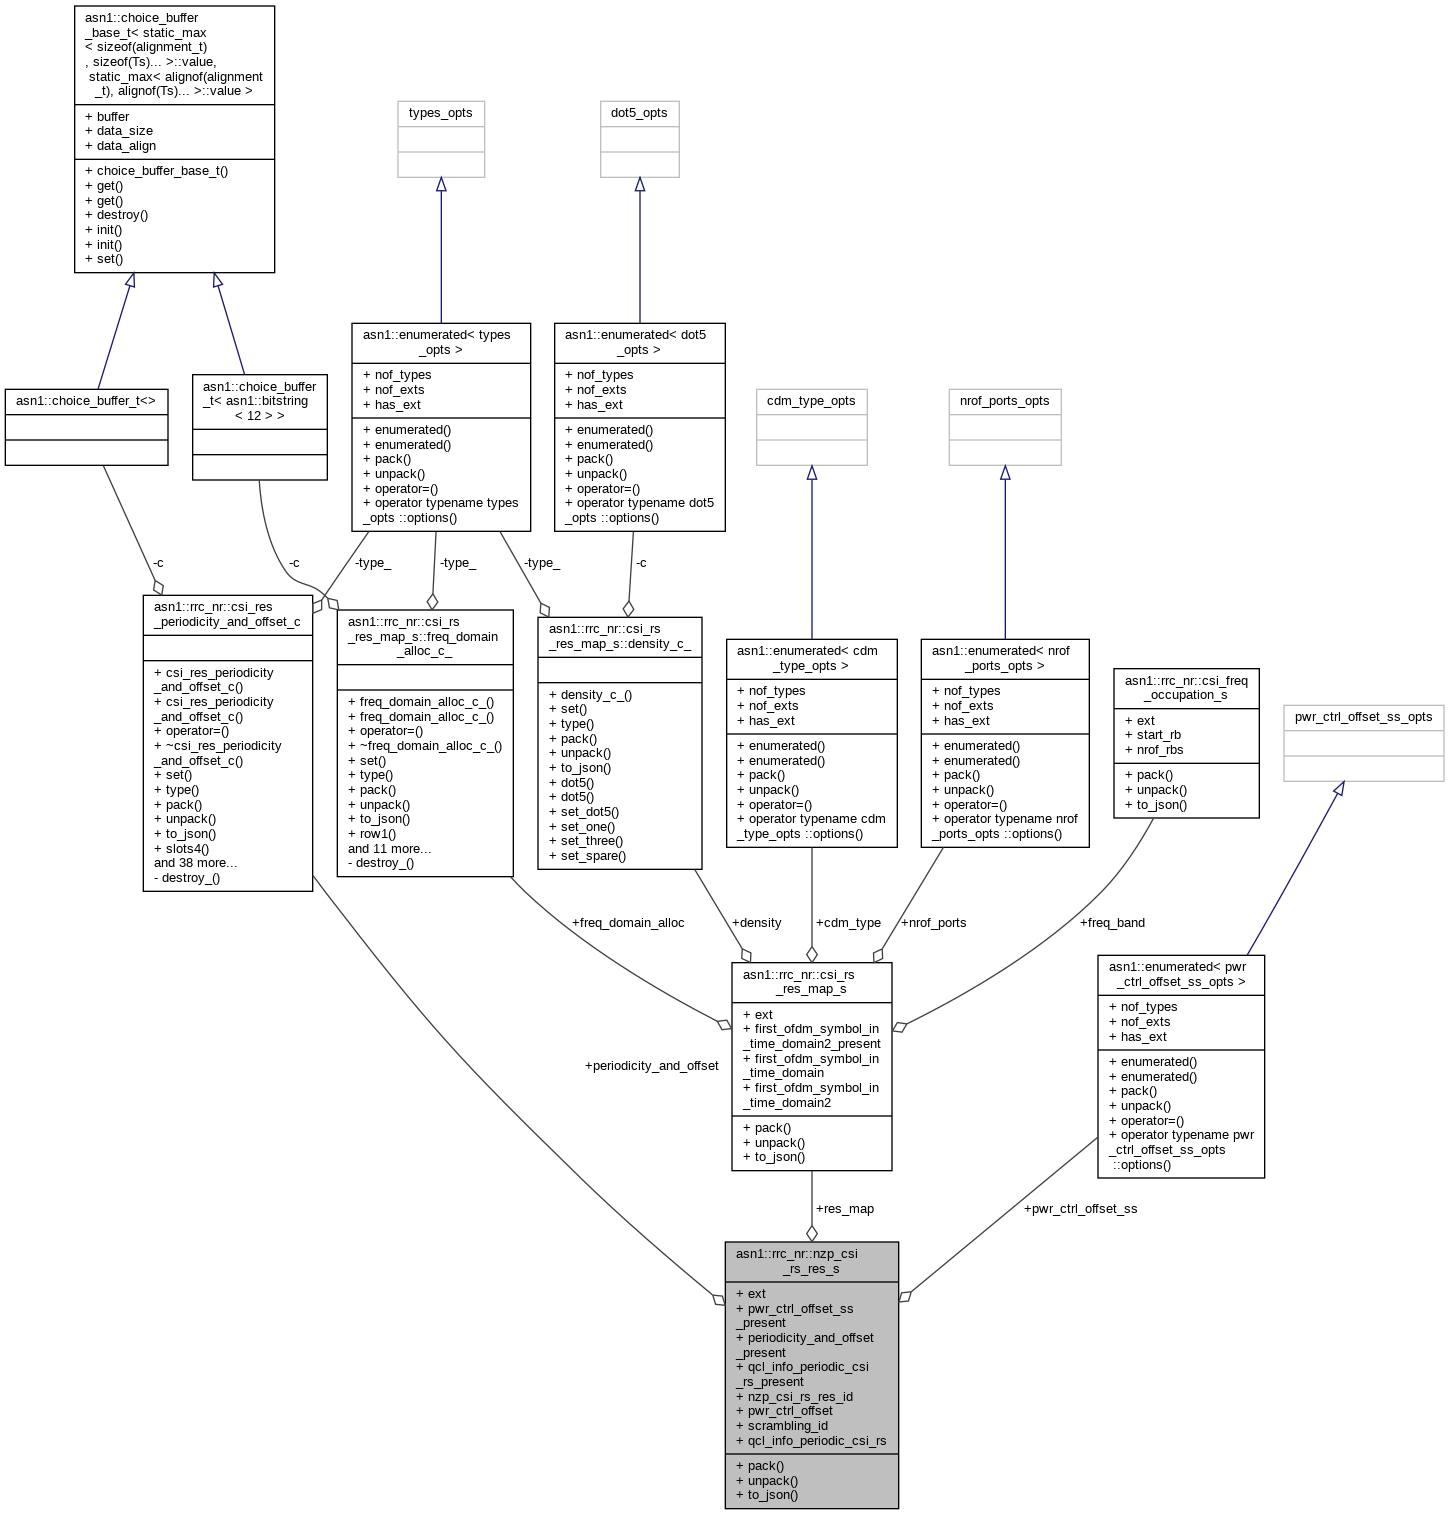 asn1::choice_buffer
_base_t< static_max
< sizeof(alignment_t)
, sizeof(Ts)... >::value,
static_max< alignof(alignment
_t), alignof(Ts)... >::value >
+ buffer
+ data_size
+ data_align
+ choice_buffer_base_t()
+ get()
+ get()
+ destroy()
+ init()
+ init()
+ set()
types_opts
dot5_opts
asn1::enumerated< types
_opts >
+ nof_types
+ nof_exts
+ has_ext
+ enumerated()
+ enumerated()
+ pack()
+ unpack()
+ operator=()
+ operator typename types
_opts ::options()
asn1::enumerated< dot5
_opts >
+ nof_types
+ nof_exts
+ has_ext
+ enumerated()
+ enumerated()
+ pack()
+ unpack()
+ operator=()
+ operator typename dot5
_opts ::options()
asn1::choice_buffer_t<>
asn1::choice_buffer
_t< asn1::bitstring
< 12 > >
cdm_type_opts
nrof_ports_opts
-c
-c
-type_
-type_
-type_
-c
asn1::rrc_nr::csi_res
_periodicity_and_offset_c
+ csi_res_periodicity
_and_offset_c()
+ csi_res_periodicity
_and_offset_c()
+ operator=()
+ ~csi_res_periodicity
_and_offset_c()
+ set()
+ type()
+ pack()
+ unpack()
+ to_json()
+ slots4()
and 38 more...
- destroy_()
asn1::rrc_nr::csi_rs
_res_map_s::freq_domain
_alloc_c_
+ freq_domain_alloc_c_()
+ freq_domain_alloc_c_()
+ operator=()
+ ~freq_domain_alloc_c_()
+ set()
+ type()
+ pack()
+ unpack()
+ to_json()
+ row1()
and 11 more...
- destroy_()
asn1::rrc_nr::csi_rs
_res_map_s::density_c_
+ density_c_()
+ set()
+ type()
+ pack()
+ unpack()
+ to_json()
+ dot5()
+ dot5()
+ set_dot5()
+ set_one()
+ set_three()
+ set_spare()
asn1::enumerated< cdm
_type_opts >
+ nof_types
+ nof_exts
+ has_ext
+ enumerated()
+ enumerated()
+ pack()
+ unpack()
+ operator=()
+ operator typename cdm
_type_opts ::options()
asn1::enumerated< nrof
_ports_opts >
+ nof_types
+ nof_exts
+ has_ext
+ enumerated()
+ enumerated()
+ pack()
+ unpack()
+ operator=()
+ operator typename nrof
_ports_opts ::options()
asn1::rrc_nr::csi_freq
_occupation_s
+ ext
+ start_rb
+ nrof_rbs
+ pack()
+ unpack()
+ to_json()
pwr_ctrl_offset_ss_opts
+freq_domain_alloc
+density
+cdm_type
+nrof_ports
+freq_band
asn1::rrc_nr::csi_rs
_res_map_s
+ ext
+ first_ofdm_symbol_in
_time_domain2_present
+ first_ofdm_symbol_in
_time_domain
+ first_ofdm_symbol_in
_time_domain2
+ pack()
+ unpack()
+ to_json()
asn1::enumerated< pwr
_ctrl_offset_ss_opts >
+ nof_types
+ nof_exts
+ has_ext
+ enumerated()
+ enumerated()
+ pack()
+ unpack()
+ operator=()
+ operator typename pwr
_ctrl_offset_ss_opts
::options()
+periodicity_and_offset
+res_map
+pwr_ctrl_offset_ss
asn1::rrc_nr::nzp_csi
_rs_res_s
+ ext
+ pwr_ctrl_offset_ss
_present
+ periodicity_and_offset
_present
+ qcl_info_periodic_csi
_rs_present
+ nzp_csi_rs_res_id
+ pwr_ctrl_offset
+ scrambling_id
+ qcl_info_periodic_csi_rs
+ pack()
+ unpack()
+ to_json()